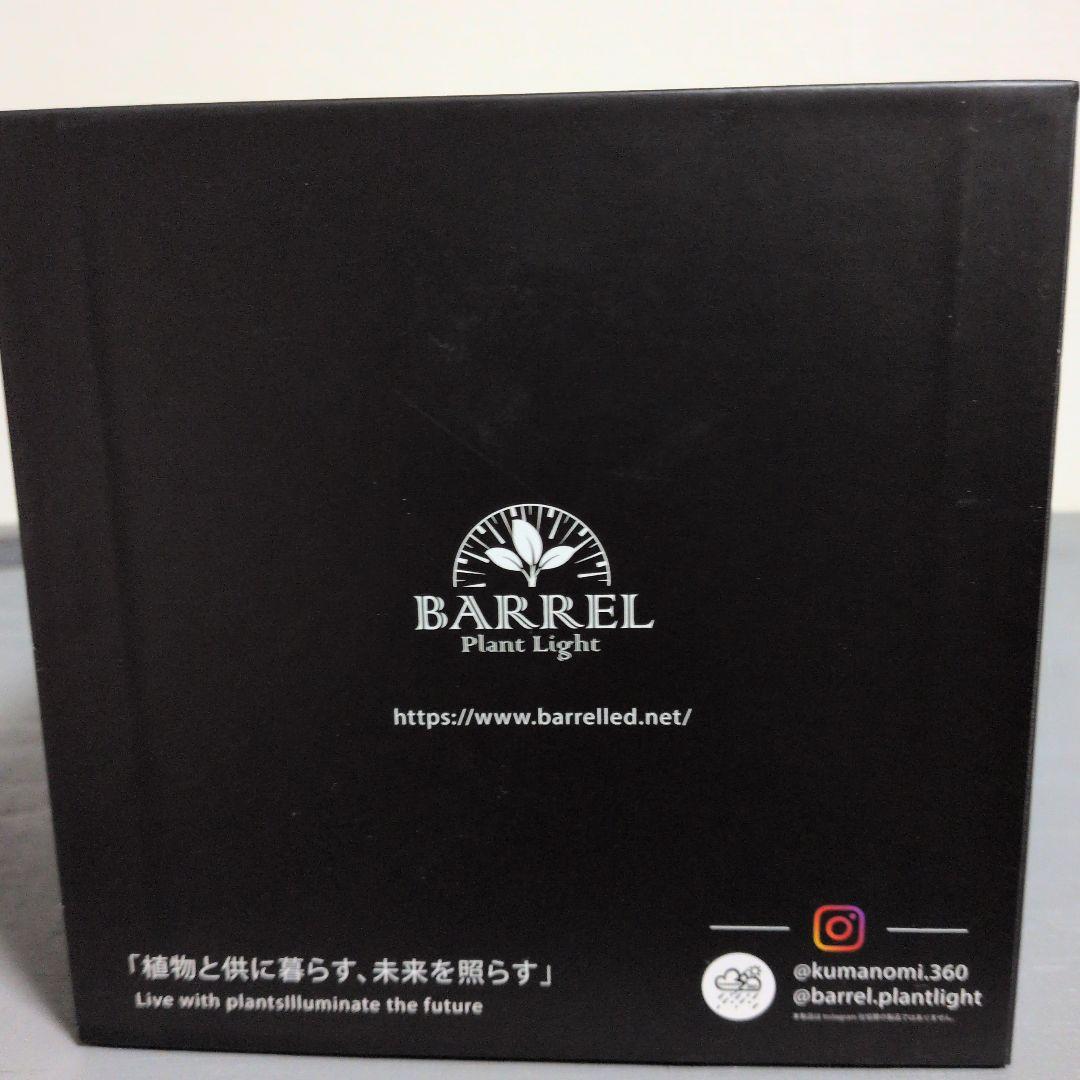 BARREL
Plant Light
https://www.barrelled.net/
「植物と供に暮らす、未来を照らす」
Live with plantsIlluminate the future
@kumanomi.360
@barrel.plantlight